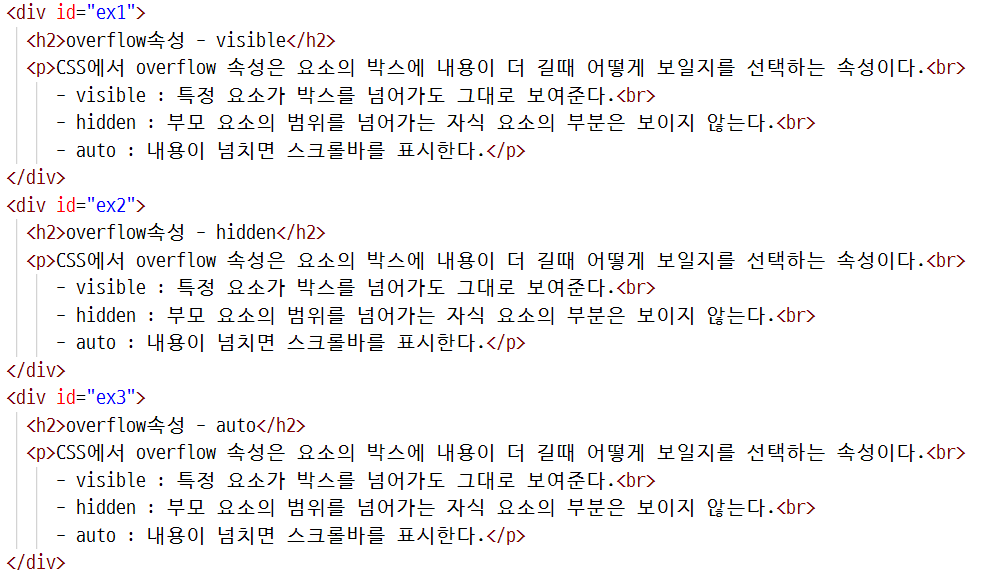 <div id="ex1">
<h2>overflow속성 - visible</h2>
<p>CSS에서 overflow 속성은 요소의 박스에 내용이 더 길때 어떻게 보일지를 선택하는 속성이다.<br>
- visible : 특정 요소가 박스를 넘어가도 그대로 보여준다.<br>
- hidden : 부모 요소의 범위를 넘어가는 자식 요소의 부분은 보이지 않는다.<br>
- auto : 내용이 넘치면 스크롤바를 표시한다.</p>
</div>
<div id="ex2">
<h2>overflow속성 - hidden</h2>
<p>CSS에서 overflow 속성은 요소의 박스에 내용이 더 길때 어떻게 보일지를 선택하는 속성이다.<br>
- visible : 특정 요소가 박스를 넘어가도 그대로 보여준다.<br>
- hidden : 부모 요소의 범위를 넘어가는 자식 요소의 부분은 보이지 않는다.<br>
- auto : 내용이 넘치면 스크롤바를 표시한다.</p>
</div>
<div id="ex3">
<h2>overflow속성 - auto</h2>
<p>CSS에서 overflow 속성은 요소의 박스에 내용이 더 길때 어떻게 보일지를 선택하는 속성이다.<br>
- visible : 특정 요소가 박스를 넘어가도 그대로 보여준다.<br>
- hidden : 부모 요소의 범위를 넘어가는 자식 요소의 부분은 보이지 않는다.<br>
- auto : 내용이 넘치면 스크롤바를 표시한다.</p>
</div>